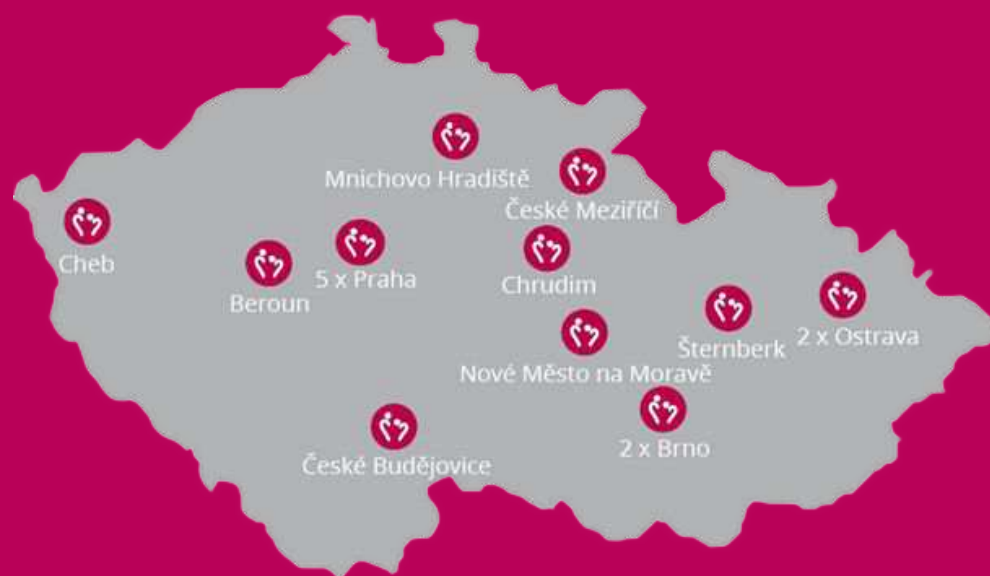 Mnichovo Hradiště
České Meziříčí
Cheb
5 x Praha
Chrudim
Beroun
2 x Ostrava
Šternberk
Nové Město na Moravě
2 x Brno
České Budějovice